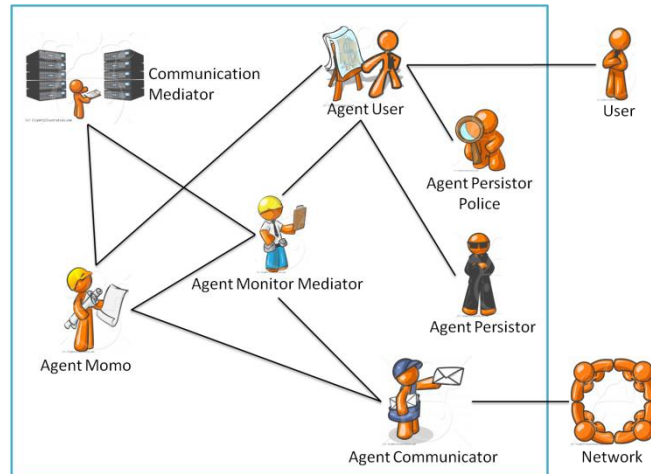 Communication
Mediator
Agent User
User
Agent Persistor
Police
Agent Monitor Mediator
Agent Persistor
Agent Momo
Agent Communicator
Network